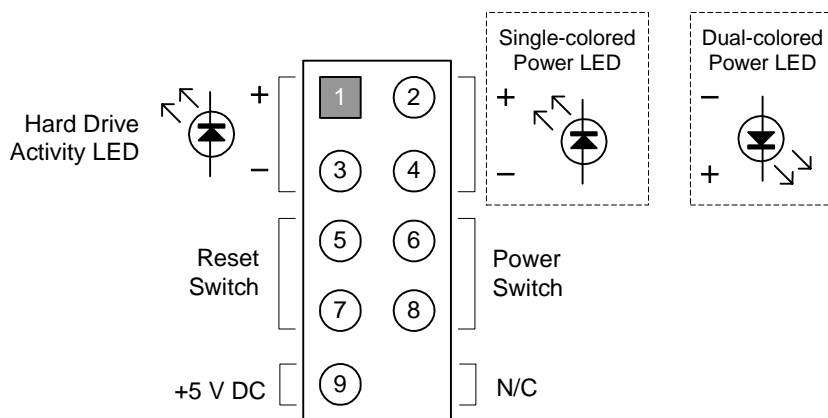 Single-colored
Power LED
Dual-colored
Power LED
Hard Drive
Activity LED
+
−
1
2
+
−
−
+
3
4
Reset
Switch
5
6
Power
Switch
7
8
+5 V DC
9
N/C